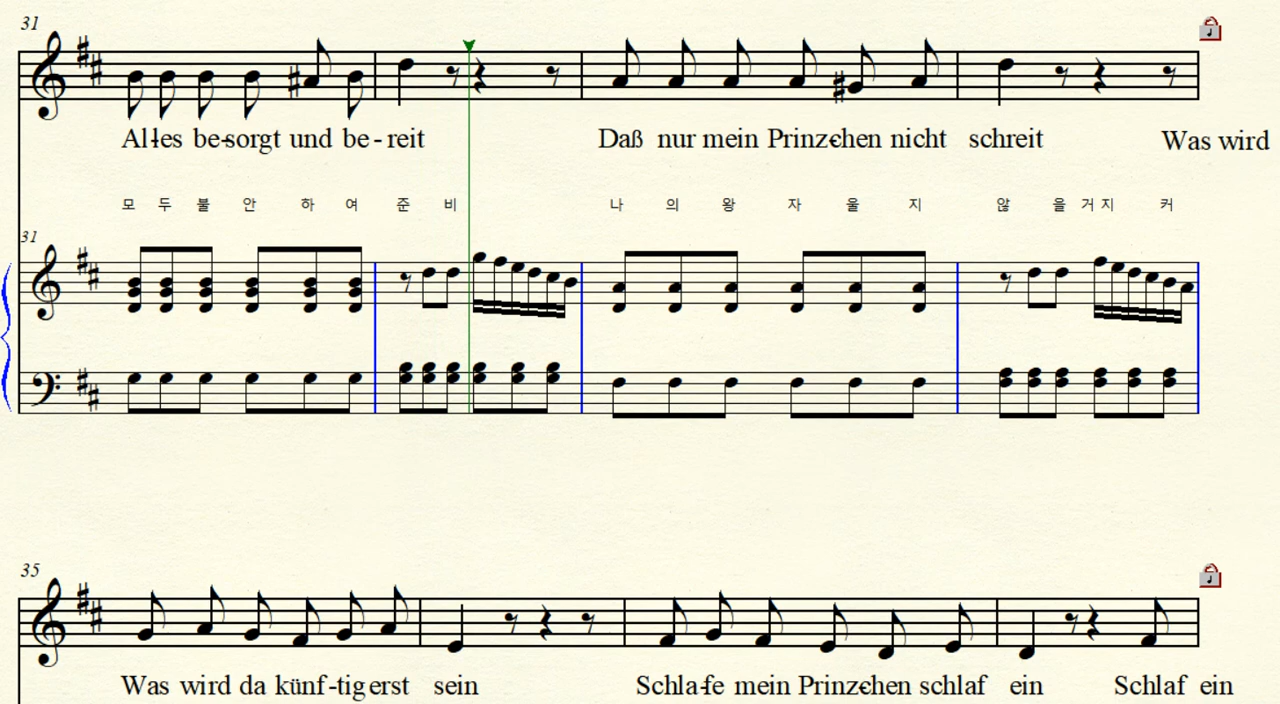 31
Al-les be-sorgt und be-reit Daß nur mein Prinz-chen nicht schreit Was wird
모 두 불 안 하 여 준 비 나 의 왕 자 울 지 않 을 거 지 커
31
35
Was wird da künf-tig erst sein Schla-fe mein Prinz-chen schlaf ein Schlaf ein